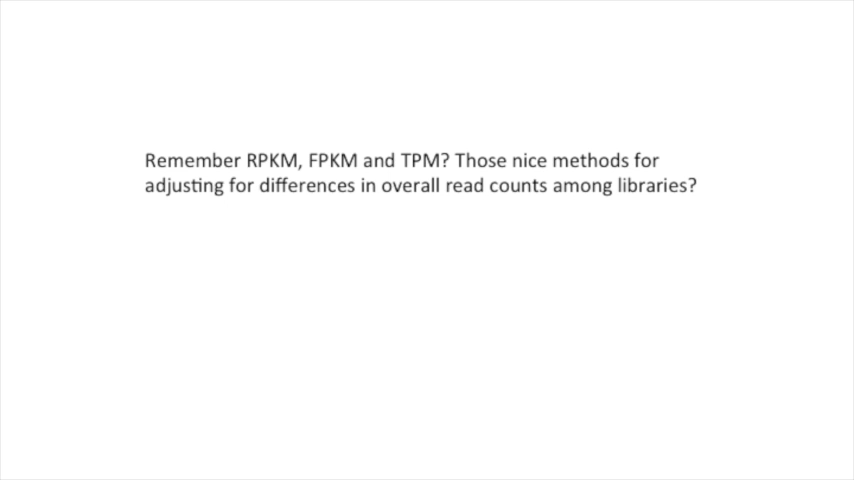 Remember RPKM, FPKM and TPM? Those nice methods for
adjusting for differences in overall read counts among libraries?